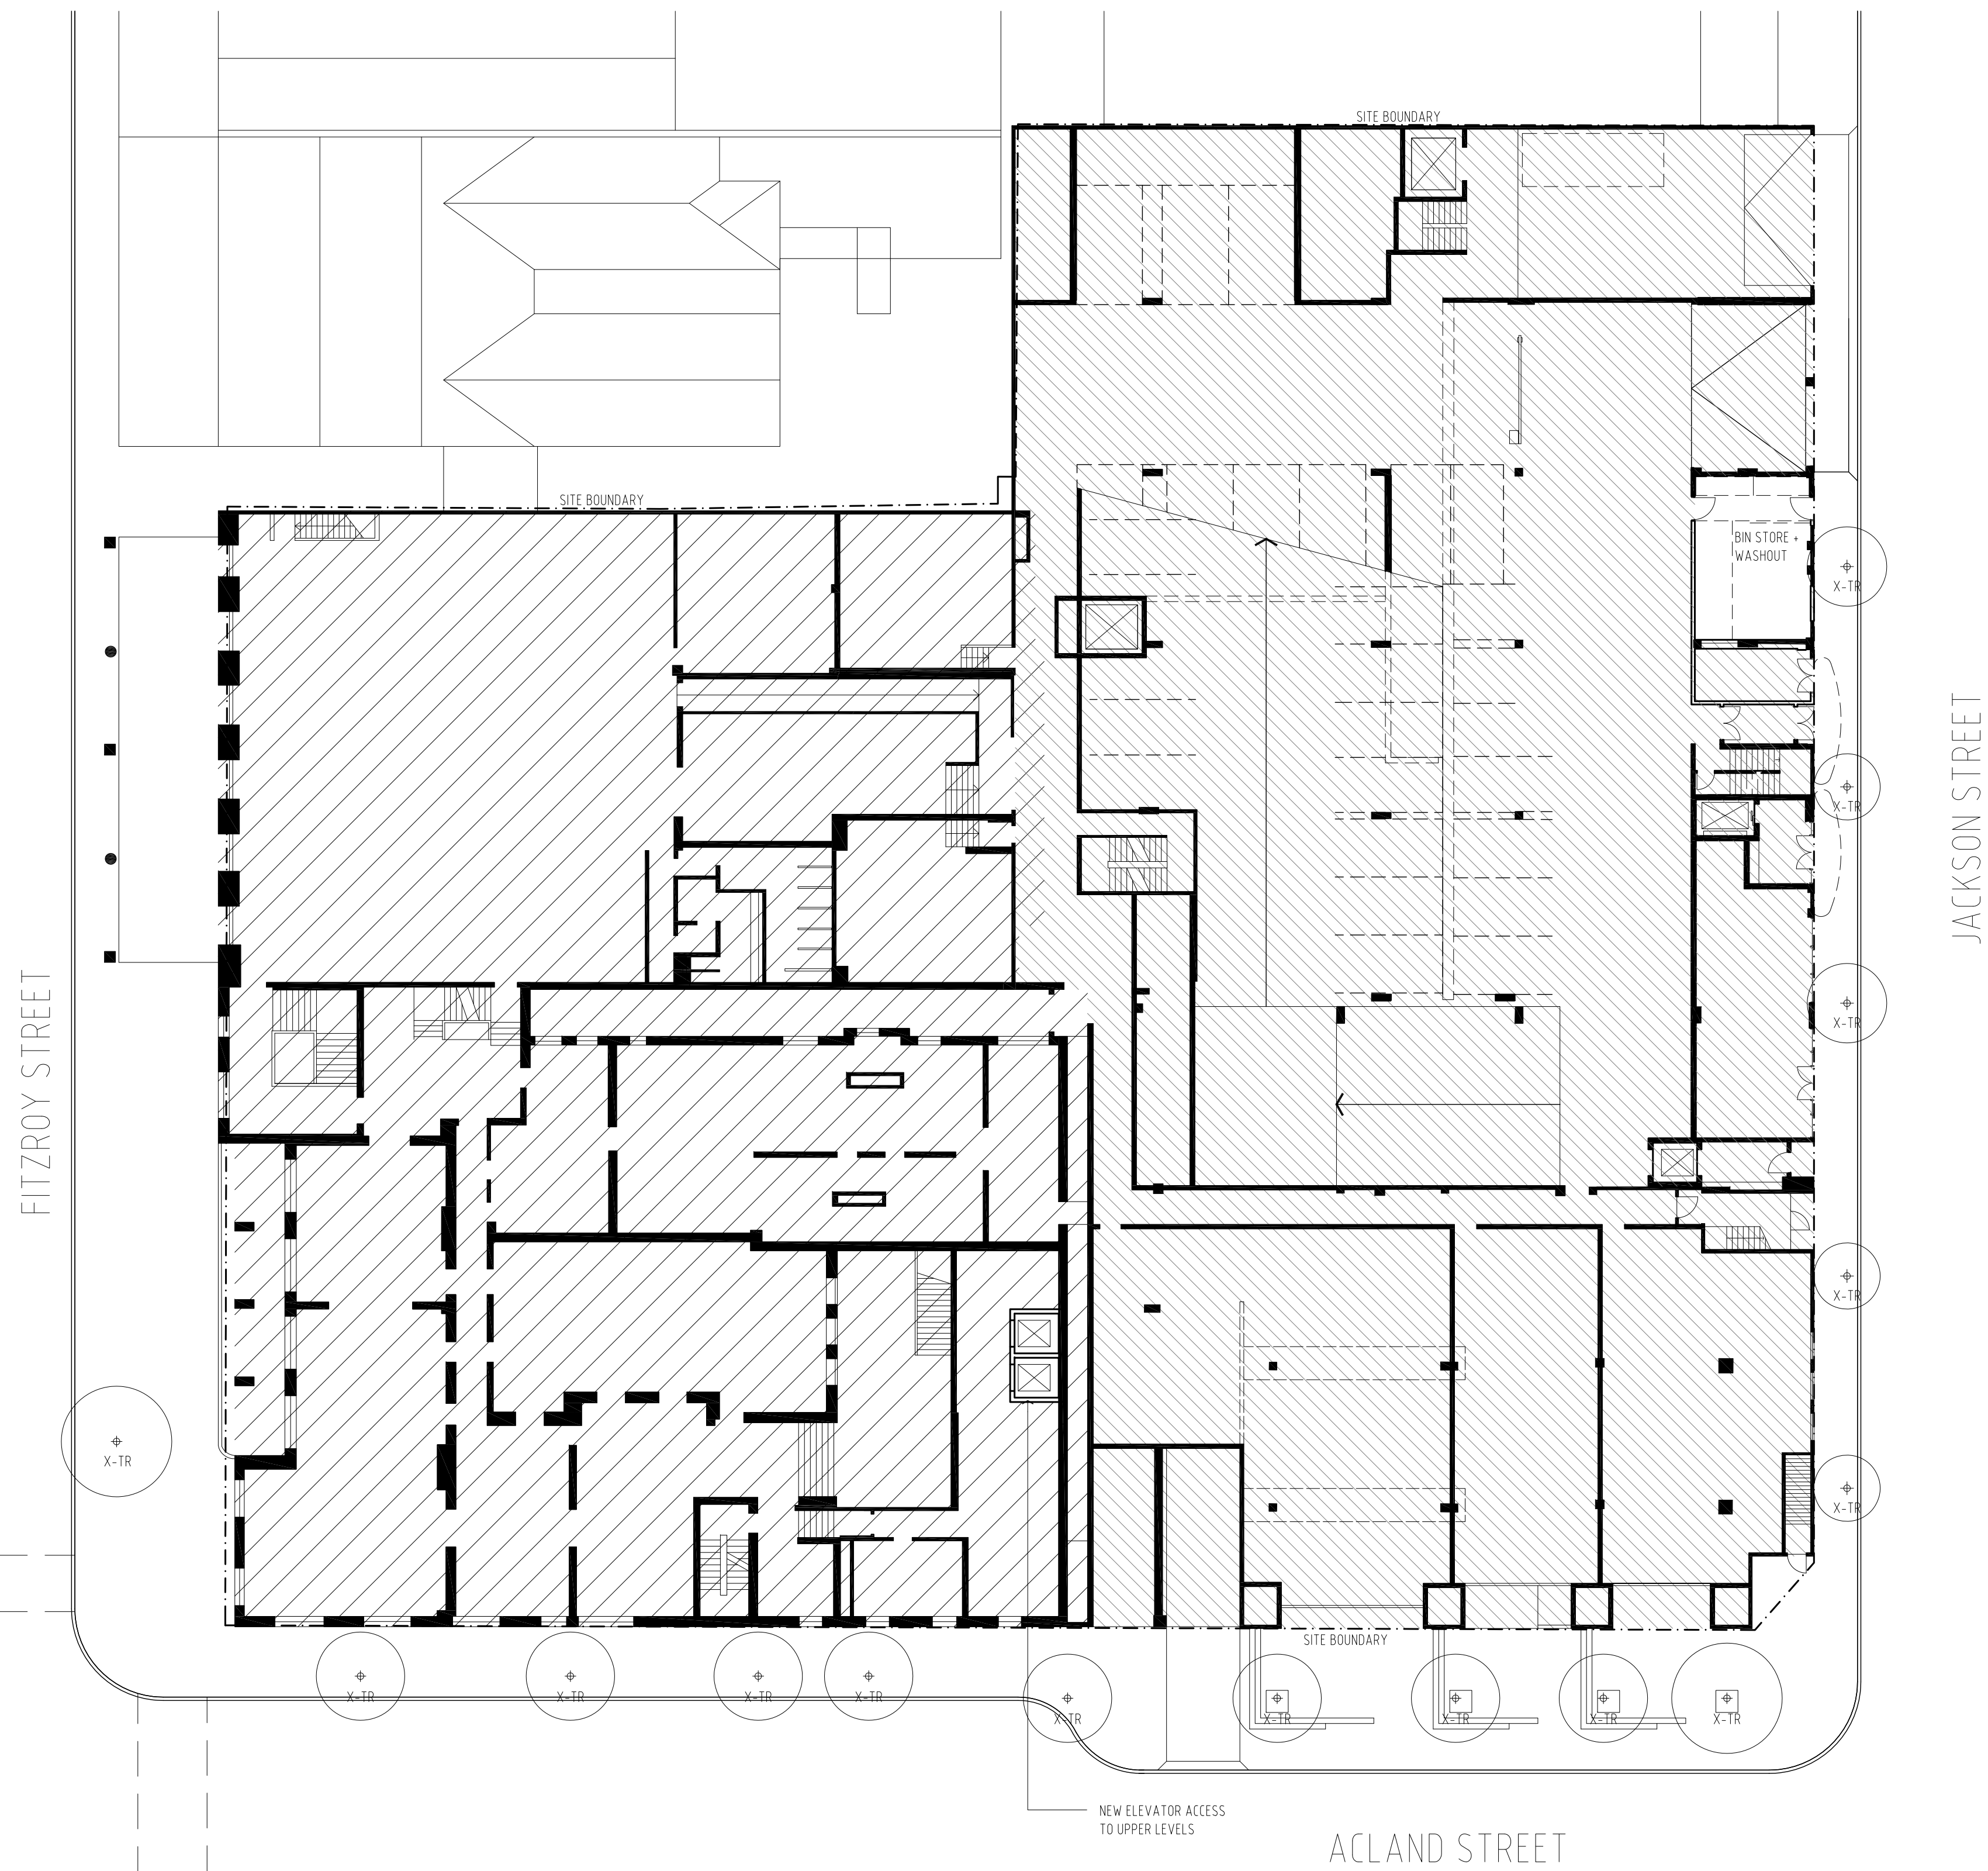 SITE BOUNDARY
SITE BOUNDARY
BIN STORE +
WASHOUT
X-TR
X-TR
X-TR
X-TR
X-TR
X-TR
JACKSON STREET
FITZROY STREET
SITE BOUNDARY
X-TR
X-TR
X-TR
X-TR
X-TR
X-TR
X-TR
X-TR
X-TR
NEW ELEVATOR ACCESS
TO UPPER LEVELS
ACLAND STREET